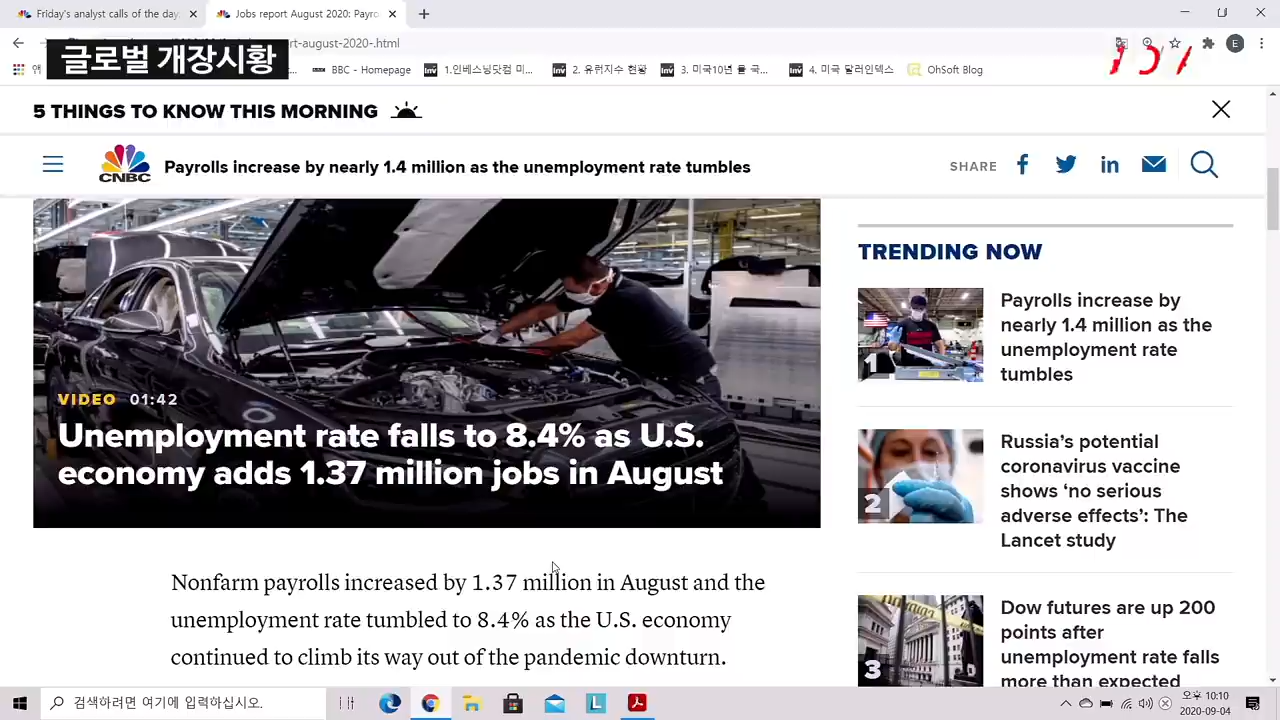 Friday's analyst calls of the day
Jobs report August 2020: Payro
글로벌 개장시황
ort-august-2020-.html
E
BBC - Homepage
1.인베스닝닷컴 미...
2. 유럽지수 현황
3. 미국10년 물 국...
4. 미국 달러인덱스
OhSoft Blog
5 THINGS TO KNOW THIS MORNING
CNBC
Payrolls increase by nearly 1.4 million as the unemployment rate tumbles
SHARE
VIDEO 01:42
Unemployment rate falls to 8.4% as U.S.
economy adds 1.37 million jobs in August
Nonfarm payrolls increased by 1.37 million in August and the
unemployment rate tumbled to 8.4% as the U.S. economy
continued to climb its way out of the pandemic downturn.
TRENDING NOW
1
Payrolls increase by
nearly 1.4 million as the
unemployment rate
tumbles
2
Russia's potential
coronavirus vaccine
shows 'no serious
adverse effects': The
Lancet study
3
Dow futures are up 200
points after
unemployment rate falls
more than expected
검색하려면 여기에 입력하십시오.
오후 10:10
2020-09-04